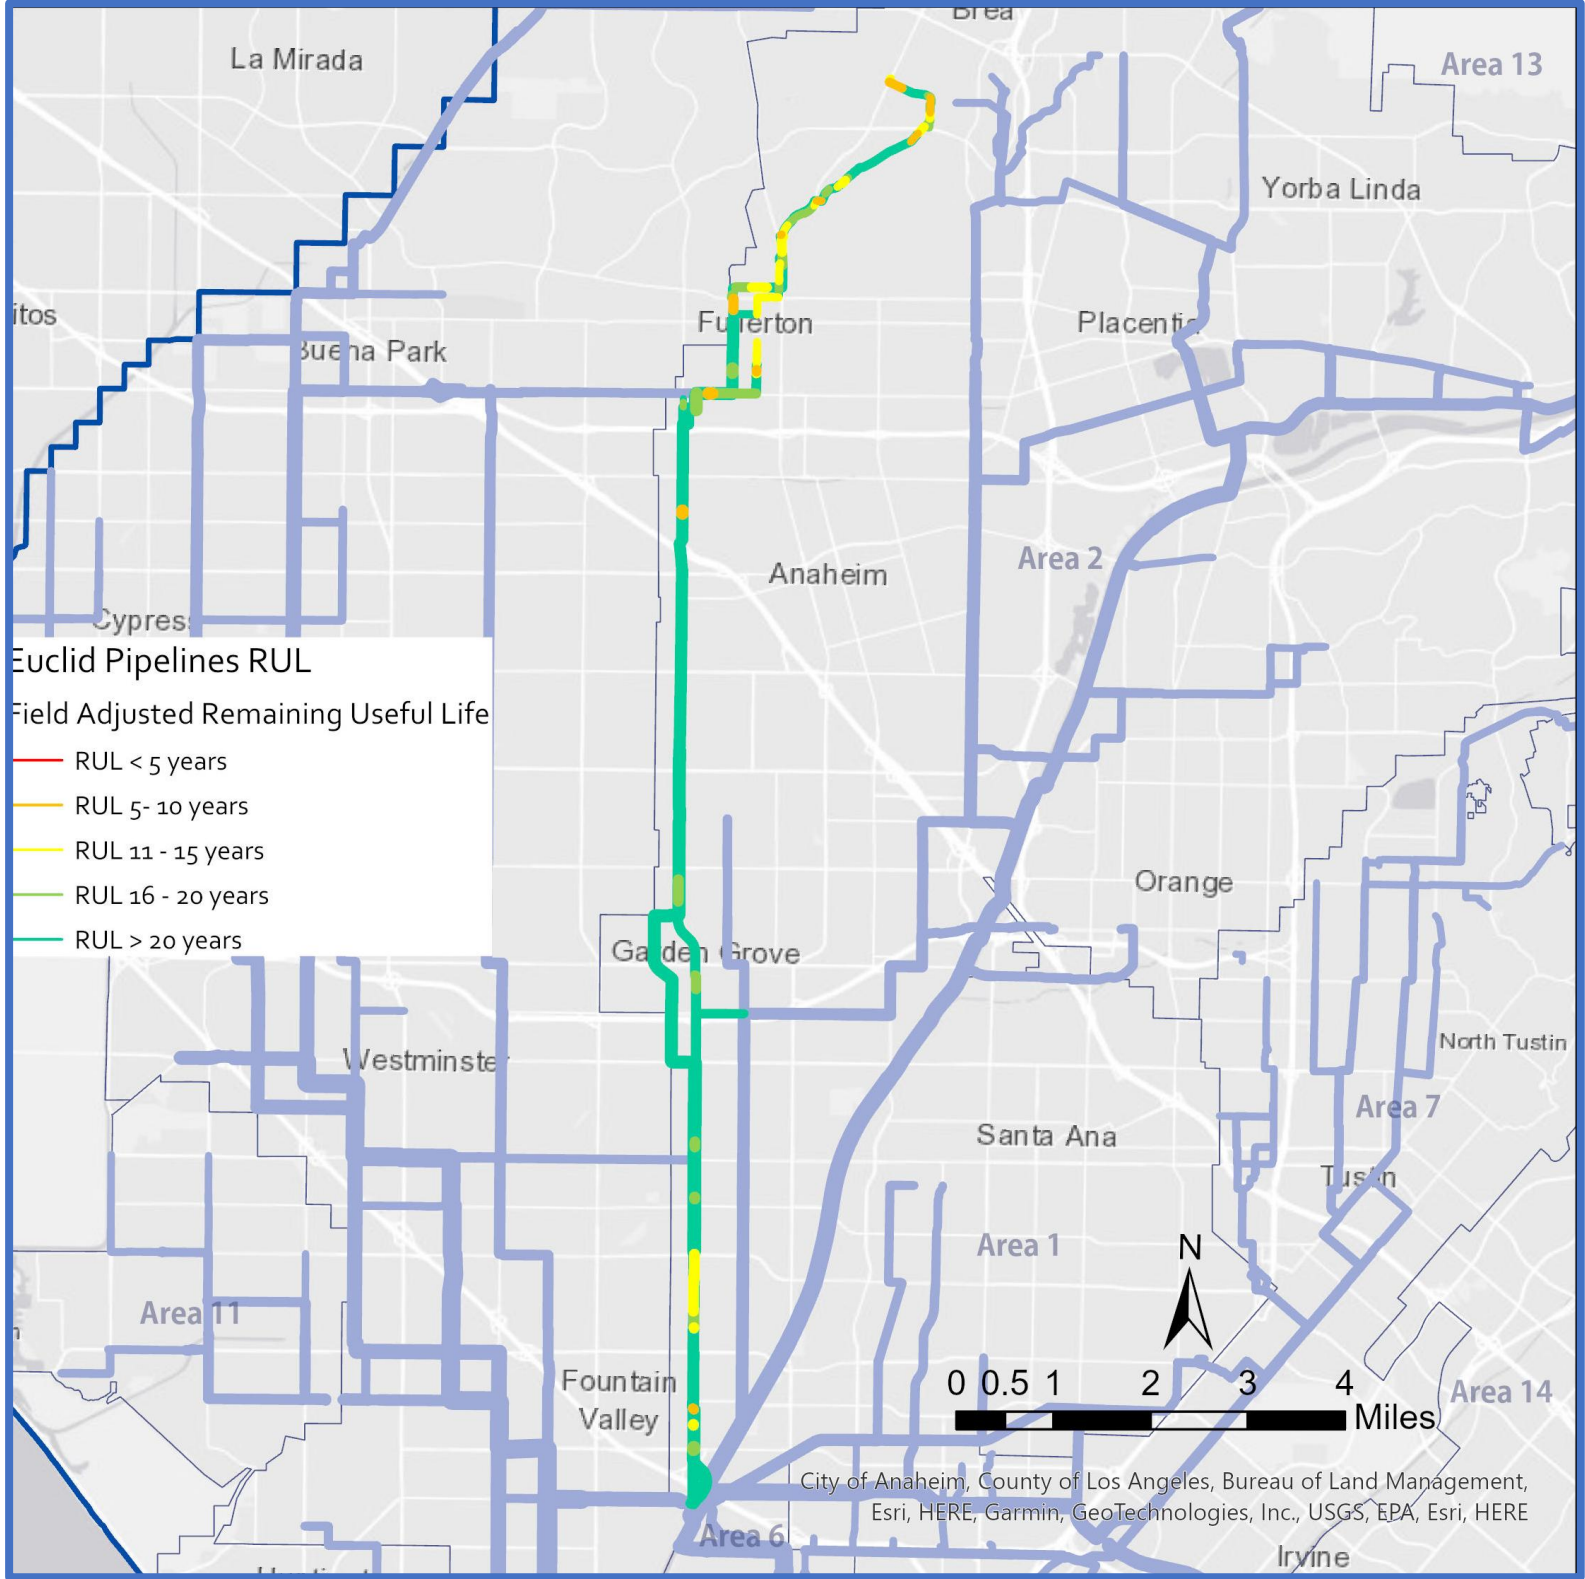 Brea
La Mirada
Area 13
Yorba Linda
itos
Fullerton
Placentia
Buena Park
Area 2
Anaheim
Cypress
Euclid Pipelines RUL
Field Adjusted Remaining Useful Life
RUL < 5 years
RUL 5- 10 years
RUL 11 - 15 years
RUL 16 - 20 years
RUL > 20 years
Orange
Garden Grove
North Tustin
Westminster
Area 7
Santa Ana
Tustin
Area 1
N
Area 11
Fountain
Valley
0 0.5 1 2 3 4
Miles
Area 14
City of Anaheim, County of Los Angeles, Bureau of Land Management,
Esri, HERE, Garmin, GeoTechnologies, Inc., USGS, EPA, Esri, HERE
Area 6
Irvine